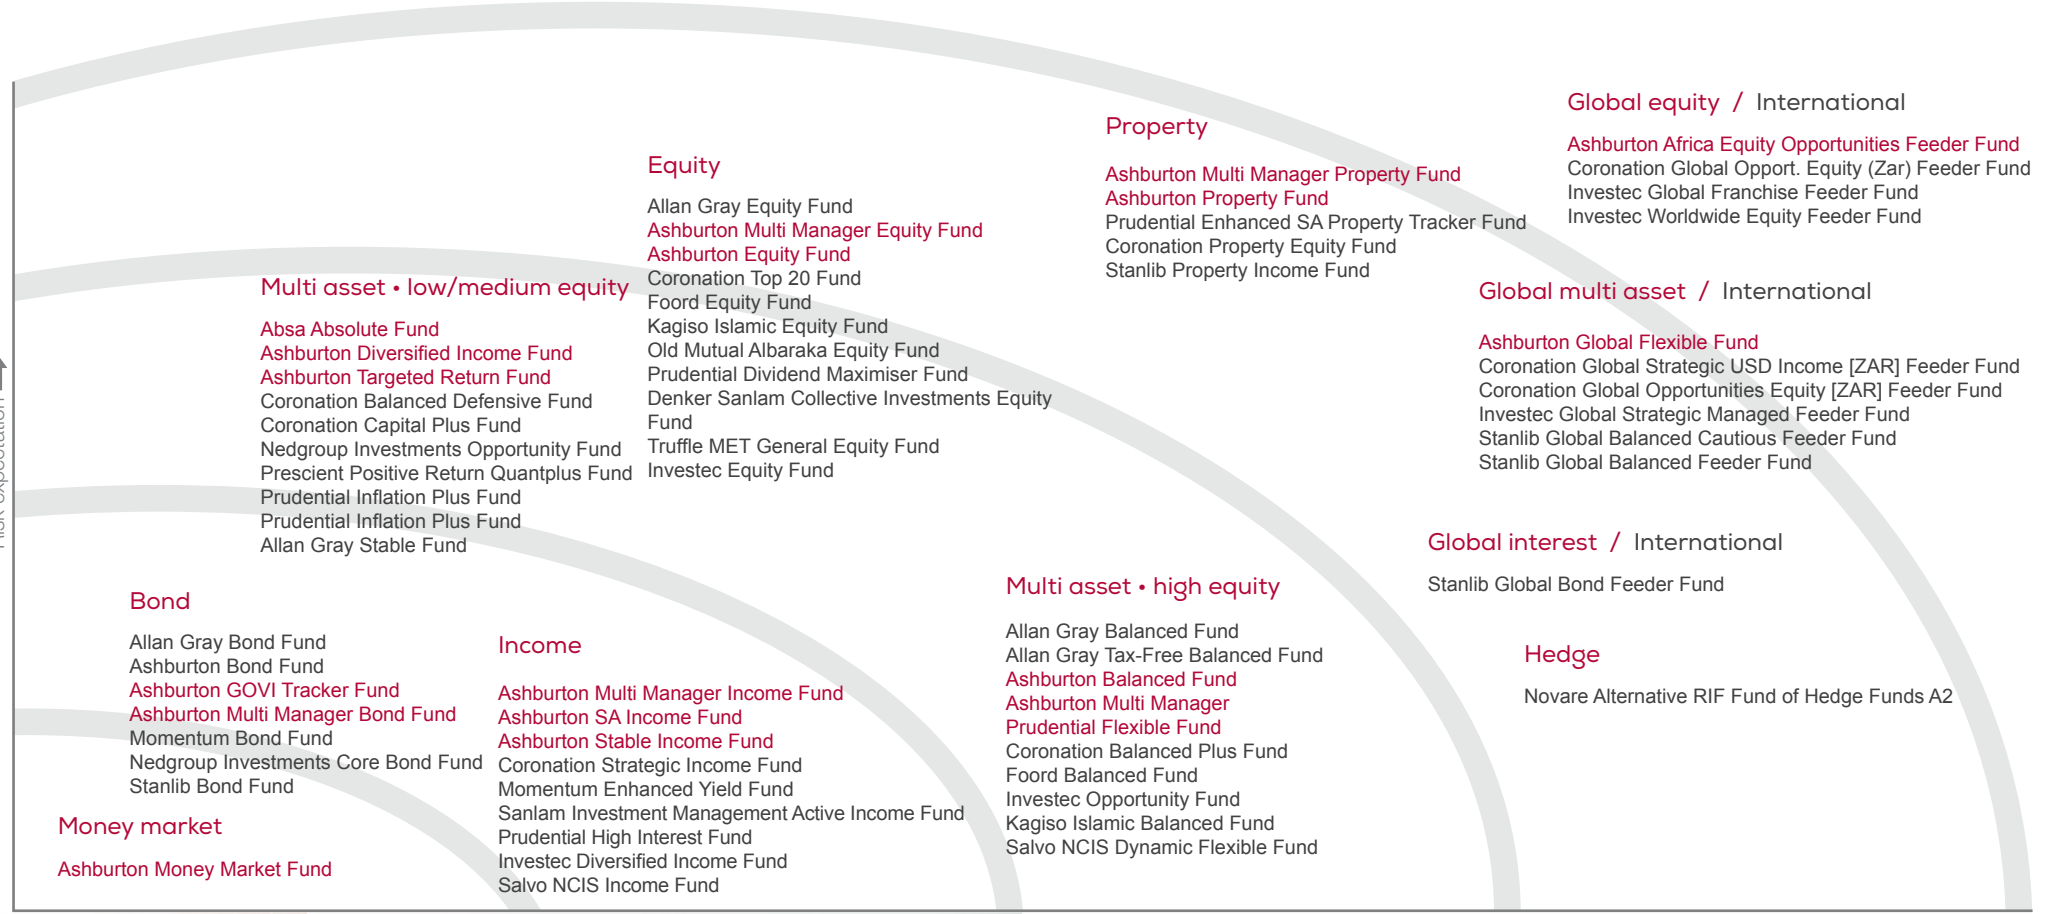 Global equity / International
Ashburton Africa Equity Opportunities Feeder Fund
Coronation Global Opport. Equity (Zar) Feeder Fund
Investec Global Franchise Feeder Fund
Investec Worldwide Equity Feeder Fund
Property
Ashburton Multi Manager Property Fund
Ashburton Property Fund
Prudential Enhanced SA Property Tracker Fund
Coronation Property Equity Fund
Stanlib Property Income Fund
Equity
Allan Gray Equity Fund
Ashburton Multi Manager Equity Fund
Ashburton Equity Fund
Coronation Top 20 Fund
Foord Equity Fund
Kagiso Islamic Equity Fund
Old Mutual Albaraka Equity Fund
Prudential Dividend Maximiser Fund
Denker Sanlam Collective Investments Equity
Fund
Truffle MET General Equity Fund
Investec Equity Fund
Multi asset • low/medium equity
Absa Absolute Fund
Ashburton Diversified Income Fund
Ashburton Targeted Return Fund
Coronation Balanced Defensive Fund
Coronation Capital Plus Fund
Nedgroup Investments Opportunity Fund
Prescient Positive Return Quantplus Fund
Prudential Inflation Plus Fund
Prudential Inflation Plus Fund
Allan Gray Stable Fund
Global multi asset / International
Ashburton Global Flexible Fund
Coronation Global Strategic USD Income [ZAR] Feeder Fund
Coronation Global Opportunities Equity [ZAR] Feeder Fund
Investec Global Strategic Managed Feeder Fund
Stanlib Global Balanced Cautious Feeder Fund
Stanlib Global Balanced Feeder Fund
Risk expectation
Global interest / International
Stanlib Global Bond Feeder Fund
Multi asset • high equity
Allan Gray Balanced Fund
Allan Gray Tax-Free Balanced Fund
Ashburton Balanced Fund
Ashburton Multi Manager
Prudential Flexible Fund
Coronation Balanced Plus Fund
Foord Balanced Fund
Investec Opportunity Fund
Kagiso Islamic Balanced Fund
Salvo NCIS Dynamic Flexible Fund
Bond
Allan Gray Bond Fund
Ashburton Bond Fund
Ashburton GOVI Tracker Fund
Ashburton Multi Manager Bond Fund
Momentum Bond Fund
Nedgroup Investments Core Bond Fund
Stanlib Bond Fund
Income
Ashburton Multi Manager Income Fund
Ashburton SA Income Fund
Ashburton Stable Income Fund
Coronation Strategic Income Fund
Momentum Enhanced Yield Fund
Sanlam Investment Management Active Income Fund
Prudential High Interest Fund
Investec Diversified Income Fund
Salvo NCIS Income Fund
Hedge
Novare Alternative RIF Fund of Hedge Funds A2
Money market
Ashburton Money Market Fund